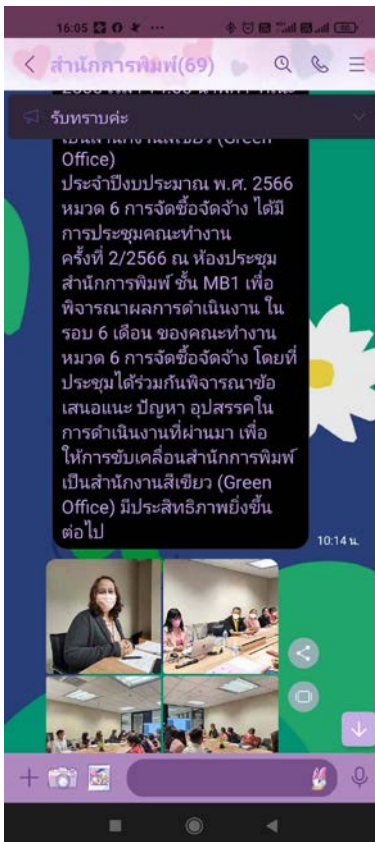 16:05
สำนักการพิมพ์(69)
รับทราบค่ะ
Office)
ประจำปีงบประมาณ พ.ศ. 2566
หมวด 6 การจัดซื้อจัดจ้าง ได้มี
การประชุมคณะทำงาน
ครั้งที่ 2/2566 ณ ห้องประชุม
สำนักการพิมพ์ ชั้น MB1 เพื่อ
พิจารณาผลการดำเนินงาน ใน
รอบ 6 เดือน ของคณะทำงาน
หมวด 6 การจัดซื้อจัดจ้าง โดยที่
ประชุมได้ร่วมกันพิจารณาข้อ
เสนอแนะ ปัญหา อุปสรรคใน
การดำเนินงานที่ผ่านมา เพื่อ
ให้การขับเคลื่อนสำนักการพิมพ์
เป็นสำนักงานสีเขียว (Green
Office) มีประสิทธิภาพยิ่งขึ้น
ต่อไป
10:14 น.